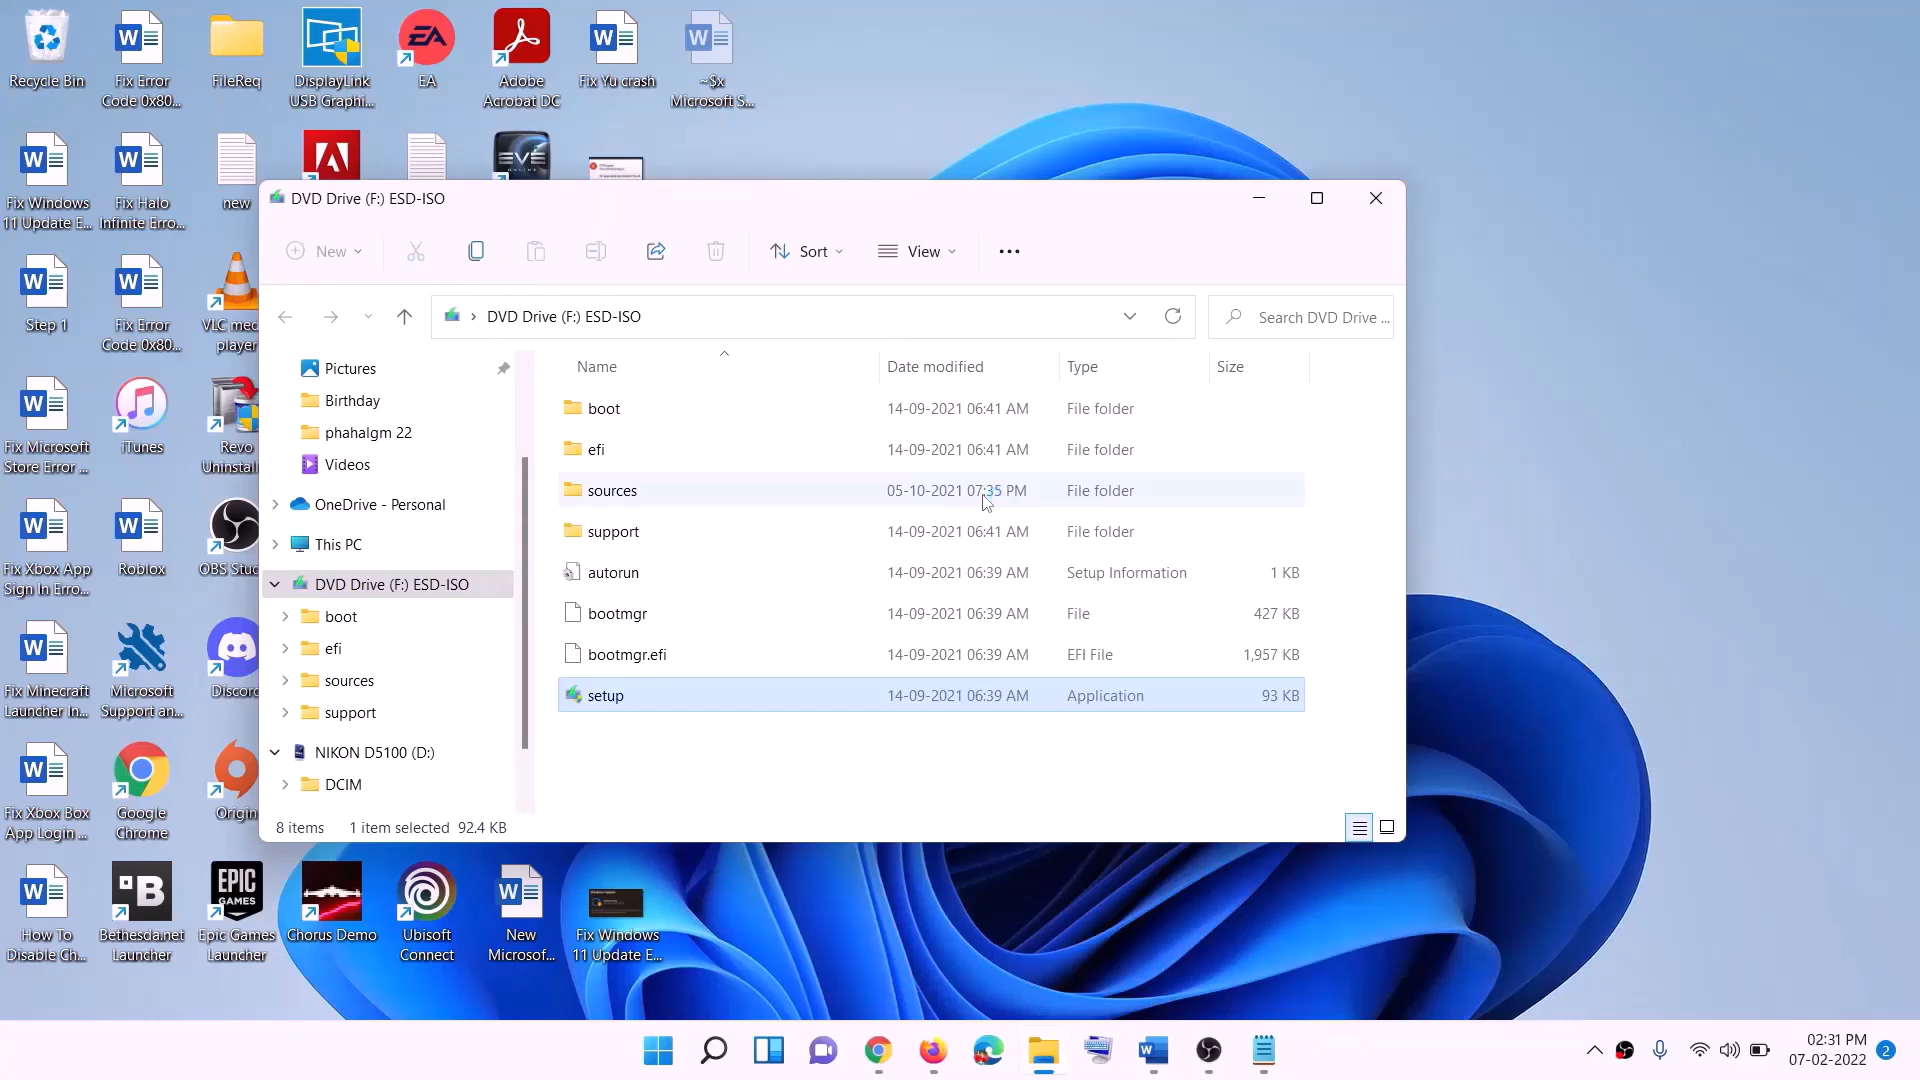 Recycle Bin
Fix Error
Code 0x80...
FileReq
DisplayLink
USB Graphi...
EA
Adobe
Acrobat DC
Fix Yu crash
~$x
Microsoft S...
Fix Windows
11 Update E...
Fix Halo
Infinite Erro...
new
EVE
ONLINE
Step 1
Fix Error
Code 0x80...
VLC med
player
Fix Microsoft
Store Error ...
iTunes
Revo
Uninstall
Fix Xbox App
Sign In Erro...
Roblox
OBS Stud
Fix Minecraft
Launcher In...
Microsoft
Support an...
Discord
Fix Xbox Box
App Login ...
Google
Chrome
Origin
How To
Disable Ch...
Bethesda.net
Launcher
EPIC
GAMES
Epic Games
Launcher
Chorus Demo
Ubisoft
Connect
New
Microsof...
Fix Windows
11 Update E...
DVD Drive (F:) ESD-ISO
New
Sort
View
DVD Drive (F:) ESD-ISO
Search DVD Drive ...
Pictures
Birthday
phahalgm 22
Videos
OneDrive - Personal
This PC
DVD Drive (F:) ESD-ISO
boot
efi
sources
support
NIKON D5100 (D:)
DCIM
Name Date modified Type Size
boot 14-09-2021 06:41 AM File folder
efi 14-09-2021 06:41 AM File folder
sources 05-10-2021 07:35 PM File folder
support 14-09-2021 06:41 AM File folder
autorun 14-09-2021 06:39 AM Setup Information 1 KB
bootmgr 14-09-2021 06:39 AM File 427 KB
bootmgr.efi 14-09-2021 06:39 AM EFI File 1,957 KB
setup 14-09-2021 06:39 AM Application 93 KB
8 items 1 item selected 92.4 KB
02:31 PM
07-02-2022
2